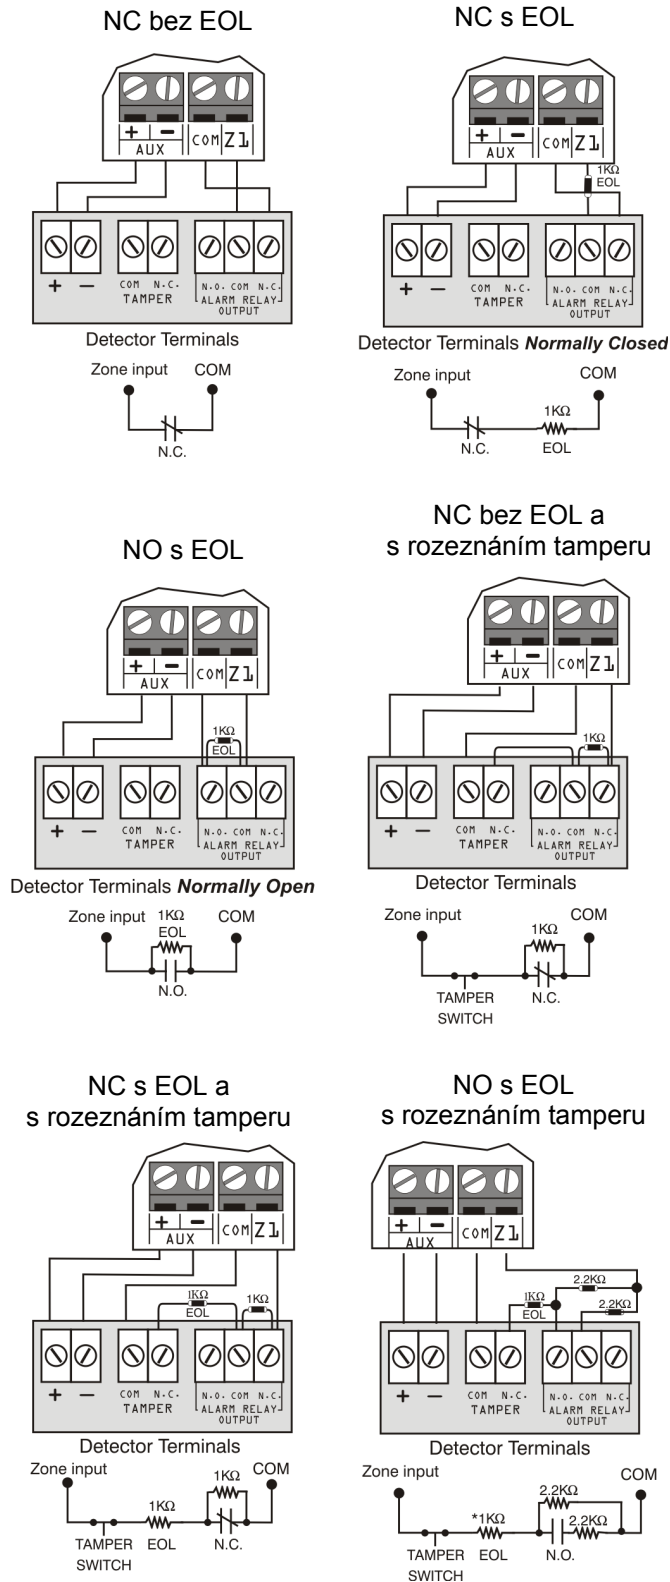 NC bez EOL
+ − COM Z1
AUX
+ − COM N.C. N.O. COM N.C.
TAMPER ALARM RELAY
OUTPUT
Detector Terminals
Zone input COM
N.C.
NC s EOL
+ − COM Z1
AUX
1KΩ
EOL
+ − COM N.C. N.O. COM N.C.
TAMPER ALARM RELAY
OUTPUT
Detector Terminals Normally Closed
Zone input COM
1KΩ
N.C. EOL
NO s EOL
+ − COM Z1
AUX
1KΩ
EOL
+ − COM N.C. N.O. COM N.C.
TAMPER ALARM RELAY
OUTPUT
Detector Terminals Normally Open
Zone input 1KΩ COM
EOL
N.O.
NC bez EOL a
s rozeznáním tamperu
+ − COM Z1
AUX
1KΩ
+ − COM N.C. N.O. COM N.C.
TAMPER ALARM RELAY
OUTPUT
Detector Terminals
Zone input COM
1KΩ
TAMPER N.C.
SWITCH
NC s EOL a
s rozeznáním tamperu
+ − COM Z1
AUX
1KΩ 1KΩ
EOL
+ − COM N.C. N.O. COM N.C.
TAMPER ALARM RELAY
OUTPUT
Detector Terminals
Zone input COM
1KΩ
1KΩ
TAMPER EOL N.C.
SWITCH
NO s EOL
s rozeznáním tamperu
+ − COM Z1
AUX
2.2KΩ
1KΩ 2.2KΩ
EOL
+ − COM N.C. N.O. COM N.C.
TAMPER ALARM RELAY
OUTPUT
Detector Terminals
Zone input COM
2.2KΩ
*1KΩ 2.2KΩ
TAMPER EOL N.O.
SWITCH